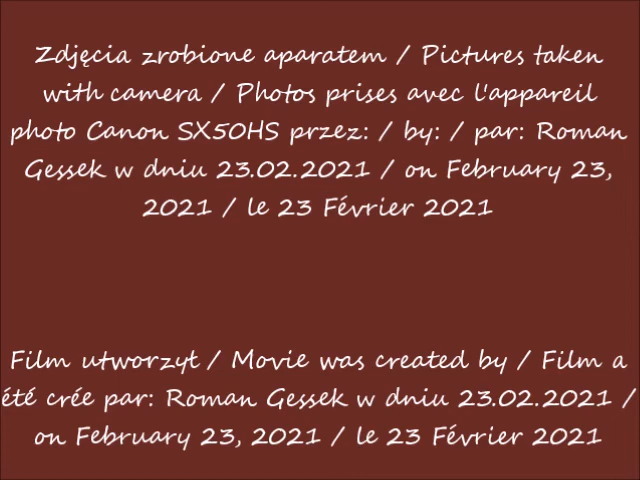 Zdjęcia zrobione aparatem / Pictures taken
with camera / Photos prises avec l'appareil
photo Canon SX50HS przez: / by: / par: Roman
Gessek w dniu 23.02.2021 / on February 23,
2021 / le 23 Février 2021
Film utworzył / Movie was created by / Film a
été crée par: Roman Gessek w dniu 23.02.2021 /
on February 23, 2021 / le 23 Février 2021